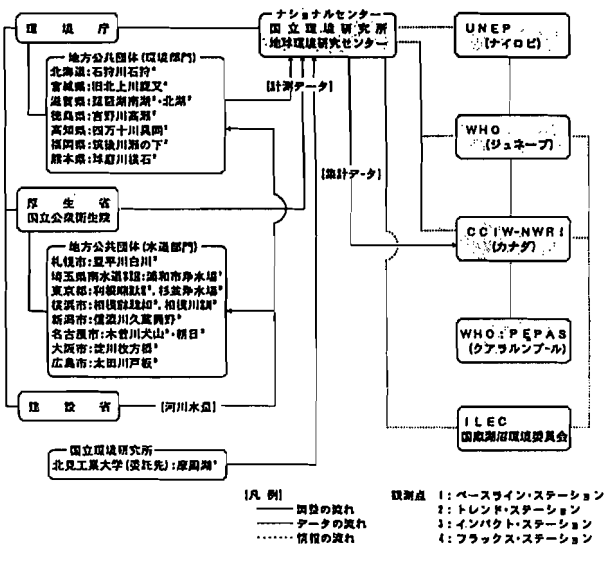 環境庁
ナショナルセンター
国立環境研究所
地球環境研究センター
UNEP
(ナイロビ)
地方公共団体(環境部門)
北海道:石狩川石狩
宮城県:旧北上川鹿又
滋賀県:琵琶湖南湖・北湖
徳島県:吉野川高瀬
高知県:四万十川具同
福岡県:筑後川瀬の下
熊本県:球磨川横石
[計測データ]
WHO
(ジュネーブ)
[集計データ]
厚生省
国立公衆衛生院
CCIW-NWRI
(カナダ)
地方公共団体(水道部門)
札幌市:豊平川白川
埼玉県南水道:浦和市浄水場
東京都:利根川,杉並浄水場
横浜市:相模湖,相模川
新潟市:信濃川
名古屋市:木曽川犬山・朝日
大阪市:淀川枚方橋
広島市:太田川戸坂
WHO:PEPAS
(クアラルンプール)
建設省
[河川水量]
ILEC
国際湖沼環境委員会
国立環境研究所
北見工業大学(委託先):摩周湖
[凡例]
調整の流れ
データの流れ
情報の流れ
観測点 1:ベースライン・ステーション
2:トレンド・ステーション
3:インパクト・ステーション
4:フラックス・ステーション